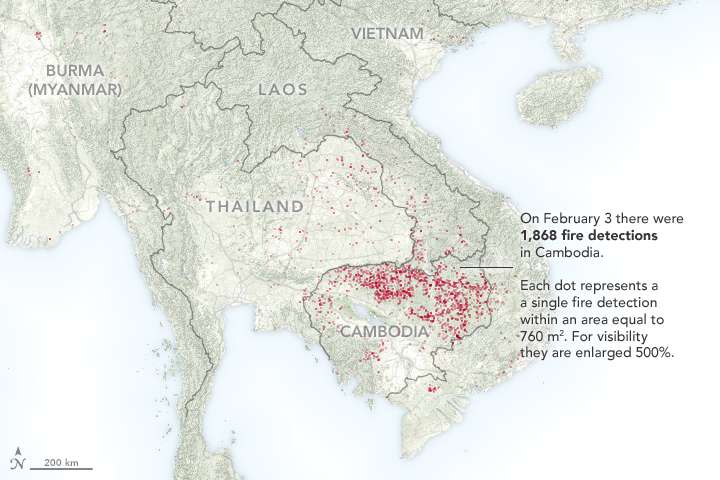 VIETNAM
BURMA
(MYANMAR)
LAOS
THAILAND
On February 3 there were
1,868 fire detections
in Cambodia.
Each dot represents a
a single fire detection
within an area equal to
760 m². For visibility
they are enlarged 500%.
CAMBODIA
N
200 km